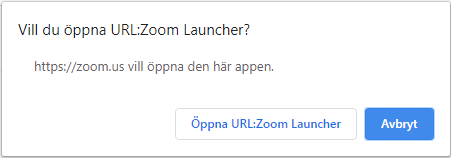 Vill du öppna URL:Zoom Launcher?
https://zoom.us vill öppna den här appen.
Öppna URL:Zoom Launcher Avbryt